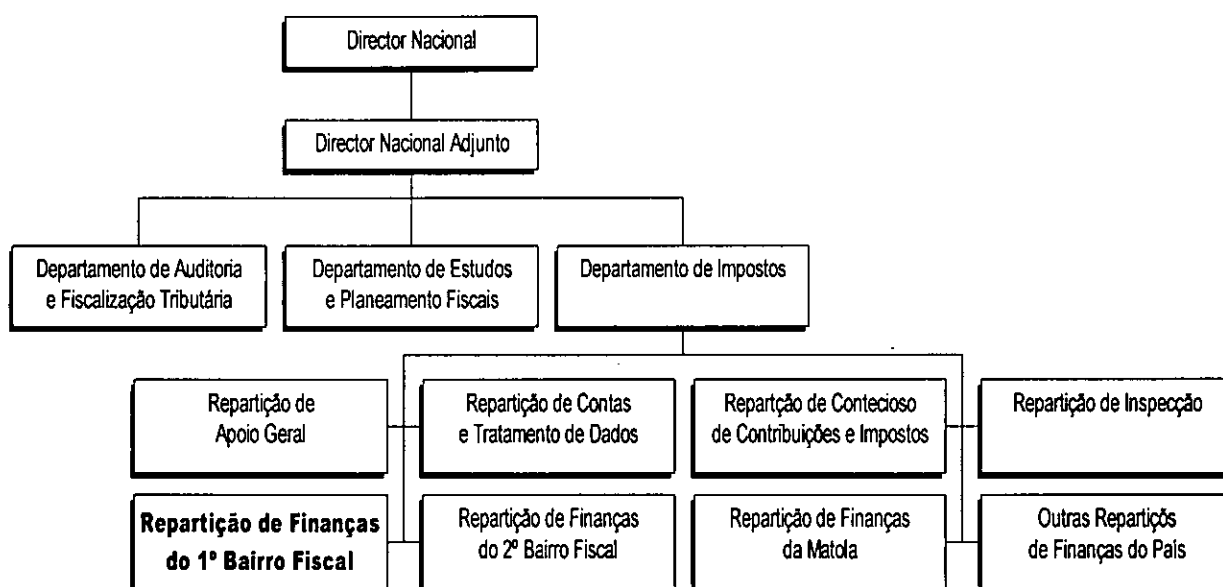 Director Nacional
Director Nacional Adjunto
Departamento de Auditoria
e Fiscalização Tributária
Departamento de Estudos
e Planeamento Fiscais
Departamento de Impostos
Repartição de
Apoio Geral
Repartição de Contas
e Tratamento de Dados
Repartção de Contecioso
de Contribuições e Impostos
Repartição de Inspecção
Repartição de Finanças
do 1º Bairro Fiscal
Repartição de Finanças
do 2º Bairro Fiscal
Repartição de Finanças
da Matola
Outras Repartiçõs
de Finanças do País